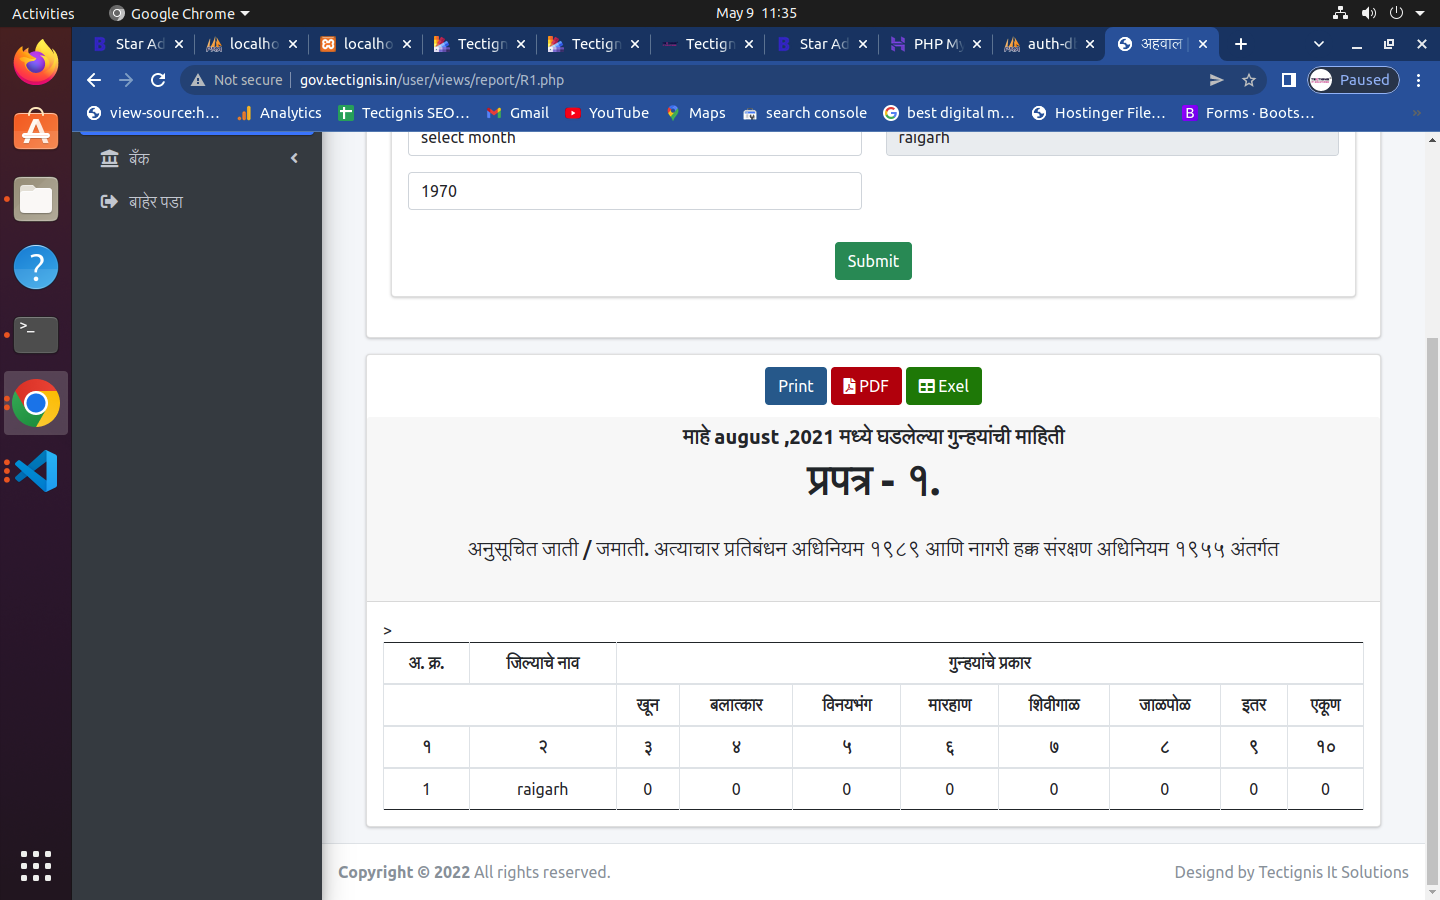 Activities Google Chrome May 9 11:35
Star Ad localho localho Tectign Tectign Tectign Star Ad PHP My auth-dl अहवाल |
Not secure gov.tectignis.in/user/views/report/R1.php Paused
view-source:h... Analytics Tectignis SEO... Gmail YouTube Maps search console best digital m... Hostinger File... Forms · Boots... »
select month raigarh
बँक
बाहेर पडा
1970
Submit
Print PDF Exel
माहे august ,2021 मध्ये घडलेल्या गुन्हयांची माहिती
प्रपत्र - १.
अनुसूचित जाती / जमाती. अत्याचार प्रतिबंधन अधिनियम १९८९ आणि नागरी हक्क संरक्षण अधिनियम १९५५ अंतर्गत
>
अ. क्र. जिल्याचे नाव गुन्हयांचे प्रकार
खून बलात्कार विनयभंग मारहाण शिवीगाळ जाळपोळ इतर एकूण
१ २ ३ ४ ५ ६ ७ ८ ९ १०
1 raigarh 0 0 0 0 0 0 0 0
Copyright © 2022 All rights reserved. Designd by Tectignis It Solutions